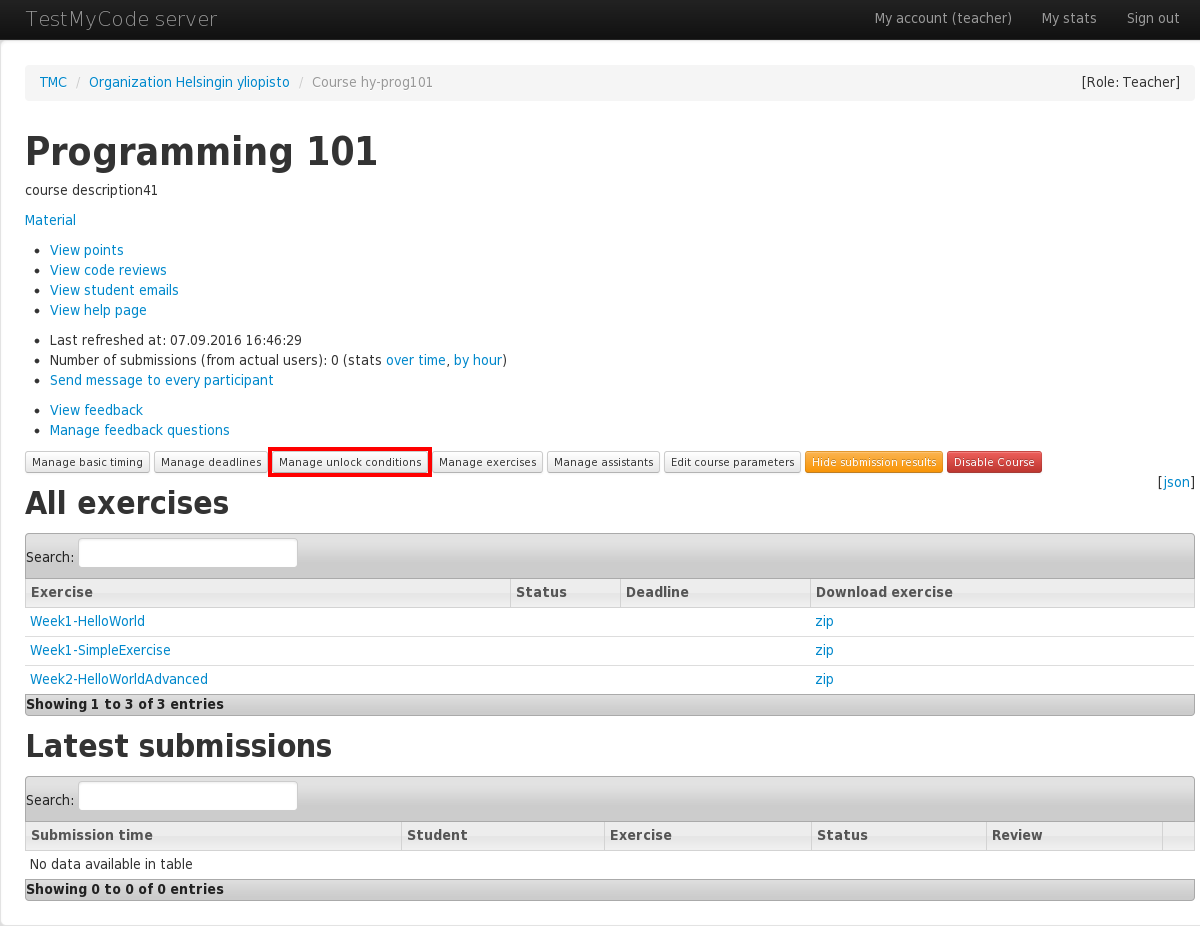 TestMyCode server My account (teacher) My stats Sign out
TMC / Organization Helsingin yliopisto / Course hy-prog101 [Role: Teacher]
Programming 101
course description41
Material
• View points
• View code reviews
• View student emails
• View help page
• Last refreshed at: 07.09.2016 16:46:29
• Number of submissions (from actual users): 0 (stats over time, by hour)
• Send message to every participant
• View feedback
• Manage feedback questions
Manage basic timing Manage deadlines Manage unlock conditions Manage exercises Manage assistants Edit course parameters Hide submission results Disable Course
[json]
All exercises
Search:
Exercise Status Deadline Download exercise
Week1-HelloWorld zip
Week1-SimpleExercise zip
Week2-HelloWorldAdvanced zip
Showing 1 to 3 of 3 entries
Latest submissions
Search:
Submission time Student Exercise Status Review
No data available in table
Showing 0 to 0 of 0 entries